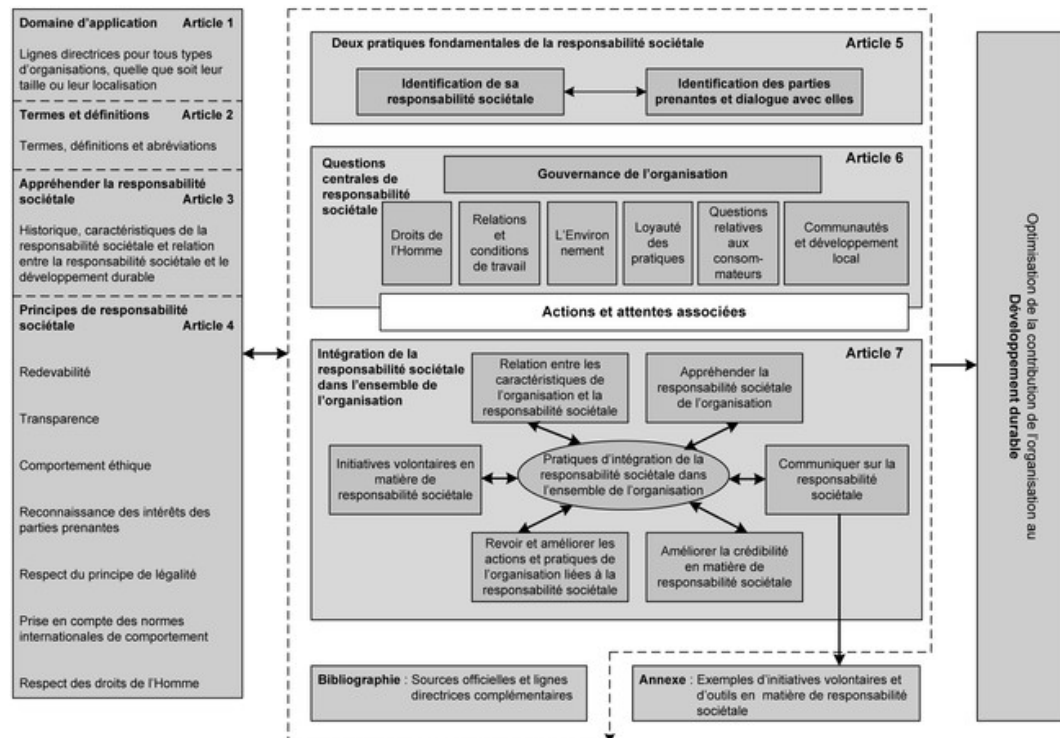 Domaine d'application Article 1
Lignes directrices pour tous types
d'organisations, quelle que soit leur
taille ou leur localisation
Termes et définitions Article 2
Termes, définitions et abréviations
Appréhender la responsabilité
sociétale Article 3
Historique, caractéristiques de la
responsabilité sociétale et relation
entre la responsabilité sociétale et le
développement durable
Principes de responsabilité
sociétale Article 4
Redevabilité
Transparence
Comportement éthique
Reconnaissance des intérêts des
parties prenantes
Respect du principe de légalité
Prise en compte des normes
internationales de comportement
Respect des droits de l'Homme
Deux pratiques fondamentales de la responsabilité sociétale Article 5
Identification de sa
responsabilité sociétale
Identification des parties
prenantes et dialogue avec elles
Questions
centrales de
responsabilité
sociétale
Article 6
Gouvernance de l'organisation
Droits de
l'Homme
Relations
et
conditions
de travail
L'Environ
nement
Loyauté
des
pratiques
Questions
relatives
aux
consom-
mateurs
Communautés
et développement
local
Actions et attentes associées
Intégration de la
responsabilité sociétale
dans l'ensemble de
l'organisation
Article 7
Relation entre les
caractéristiques de
l'organisation et la
responsabilité sociétale
Appréhender la
responsabilité sociétale
de l'organisation
Initiatives volontaires en
matière de
responsabilité sociétale
Pratiques d'intégration de la
responsabilité sociétale dans
l'ensemble de l'organisation
Communiquer sur la
responsabilité
sociétale
Revoir et améliorer les
actions et pratiques
de l'organisation
liées à la
responsabilité sociétale
Améliorer la crédibilité
en matière de
responsabilité sociétale
Bibliographie : Sources officielles et lignes
directrices complémentaires
Annexe : Exemples d'initiatives volontaires et
d'outils en matière de responsabilité
sociétale
Optimisation de la contribution de l'organisation au
Développement durable